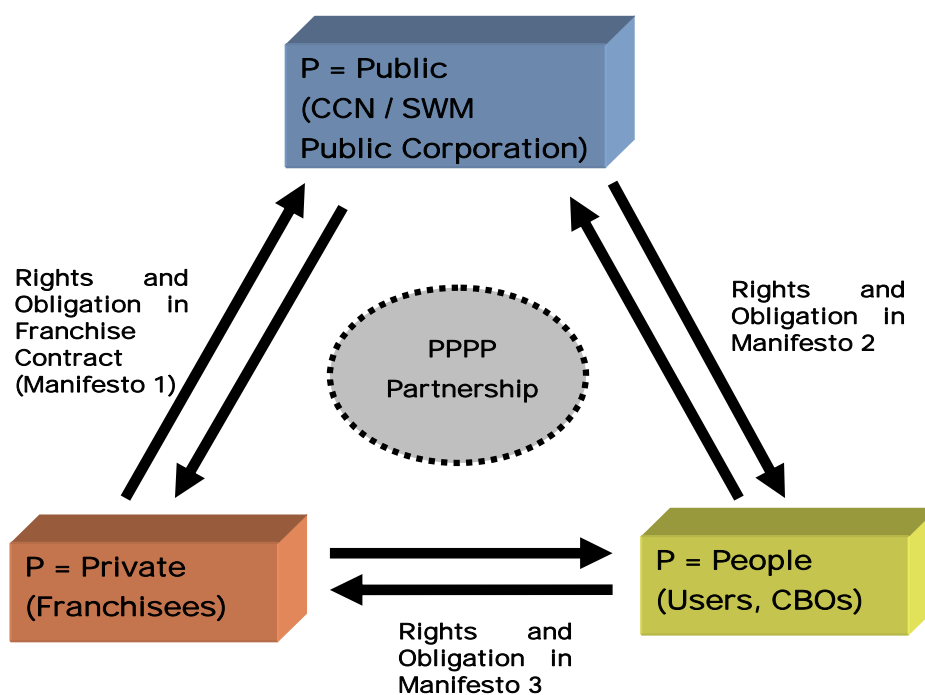 P = Public
(CCN / SWM
Public Corporation)
Rights and
Obligation in
Franchise
Contract
(Manifesto 1)
Rights and
Obligation in
Manifesto 2
PPPP
Partnership
P = Private
(Franchisees)
P = People
(Users, CBOs)
Rights and
Obligation in
Manifesto 3